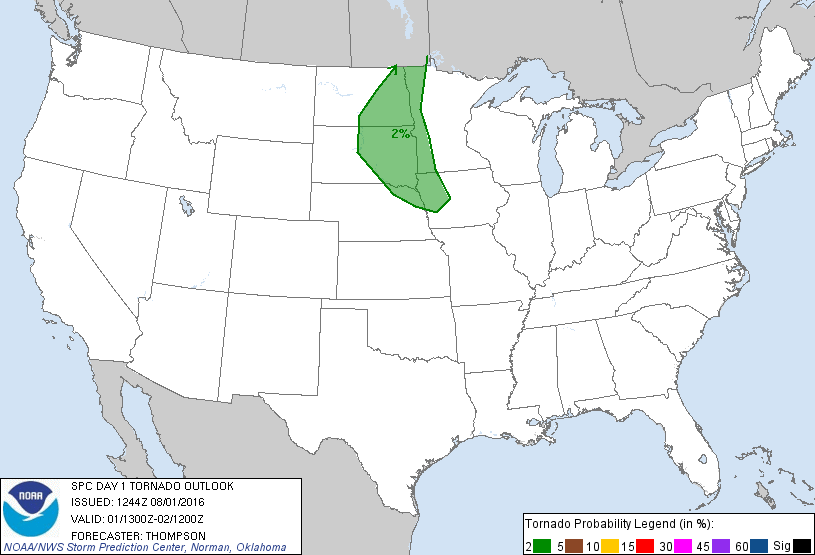 2%
NOAA
SPC DAY 1 TORNADO OUTLOOK
ISSUED: 1244Z 08/01/2016
VALID: 01/1300Z-02/1200Z
FORECASTER: THOMPSON
NOAA/NWS Storm Prediction Center, Norman, Oklahoma
Tornado Probability Legend (in %):
2 5 10 15 30 45 60 Sig